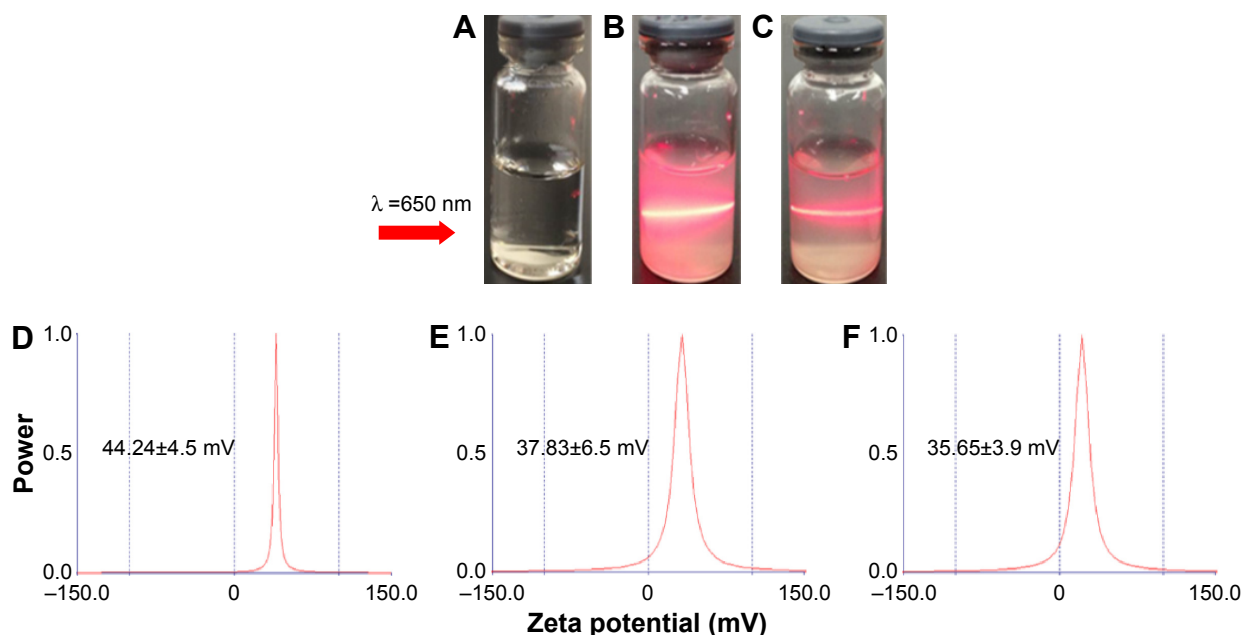 A B C
λ =650 nm
D E F
1.0 1.0 1.0
Power
0.5 0.5 0.5
44.24±4.5 mV 37.83±6.5 mV 35.65±3.9 mV
0.0 0.0 0.0
–150.0 0 150.0 –150.0 0 150.0 –150.0 0 150.0
Zeta potential (mV)